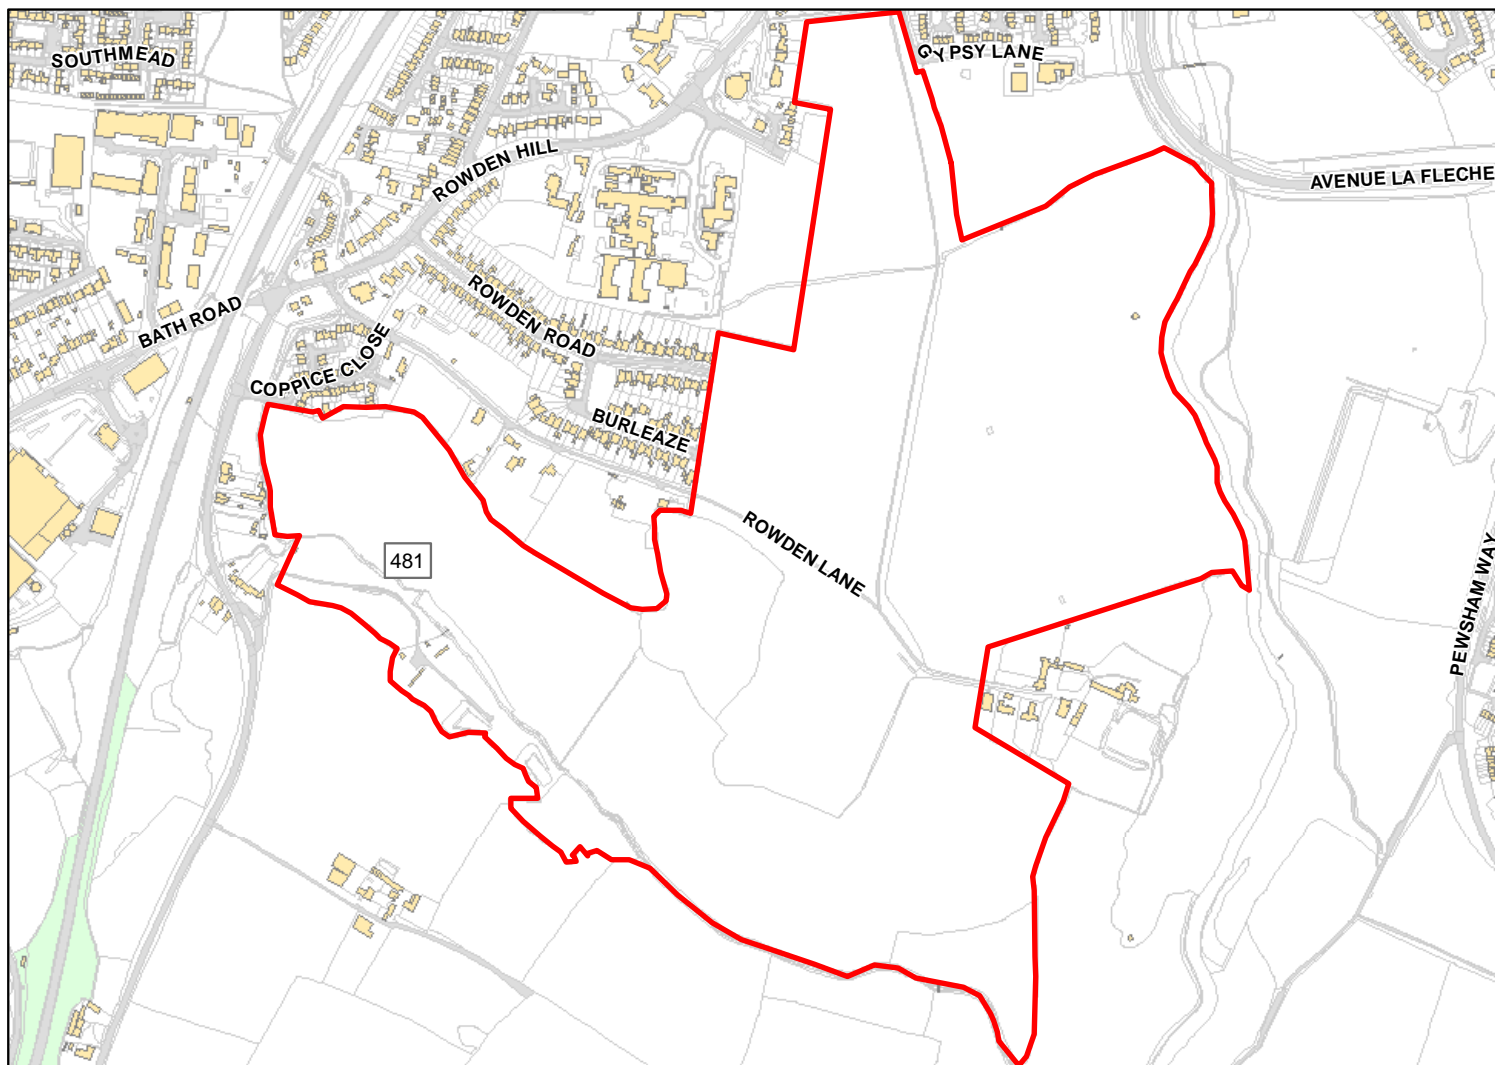 SOUTHMEAD
GYPSY LANE
ROWDEN HILL
AVENUE LA FLECHE
BATH ROAD
ROWDEN ROAD
COPPICE CLOSE
BURLEAZE
ROWDEN LANE
481
PEWSHAM WAY